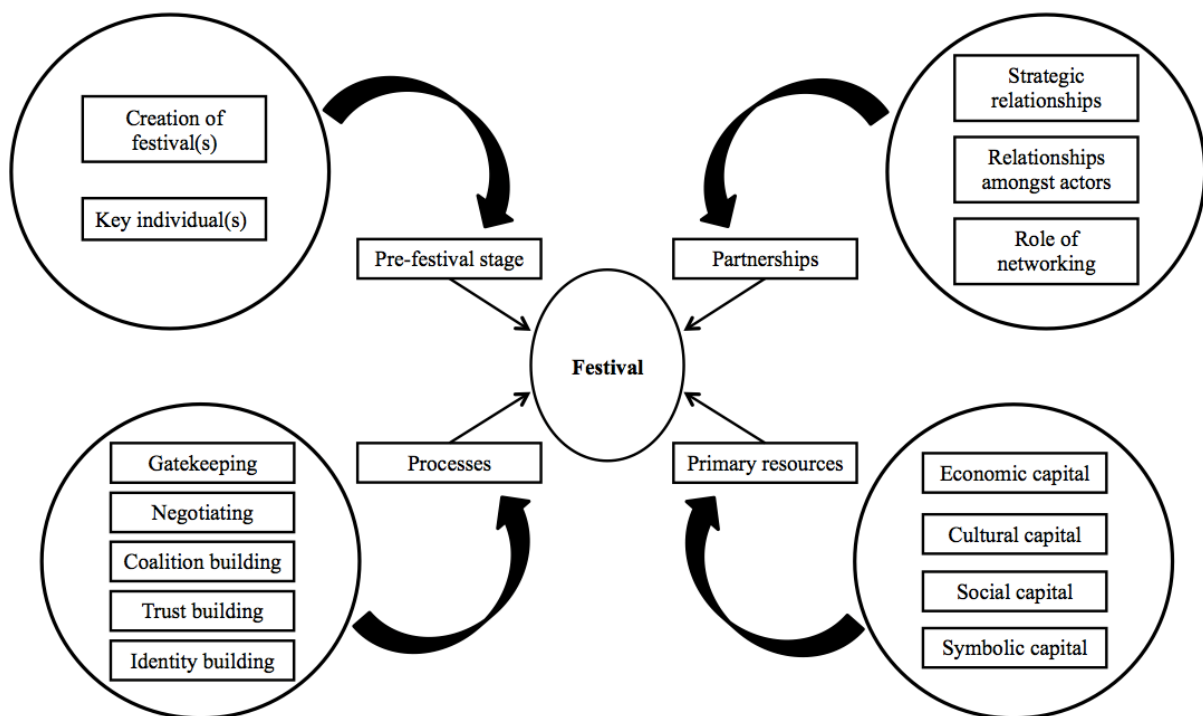 Creation of
festival(s)
Key individual(s)
Pre-festival stage
Strategic
relationships
Relationships
amongst actors
Role of
networking
Partnerships
Festival
Gatekeeping
Negotiating
Coalition building
Trust building
Identity building
Processes
Primary resources
Economic capital
Cultural capital
Social capital
Symbolic capital